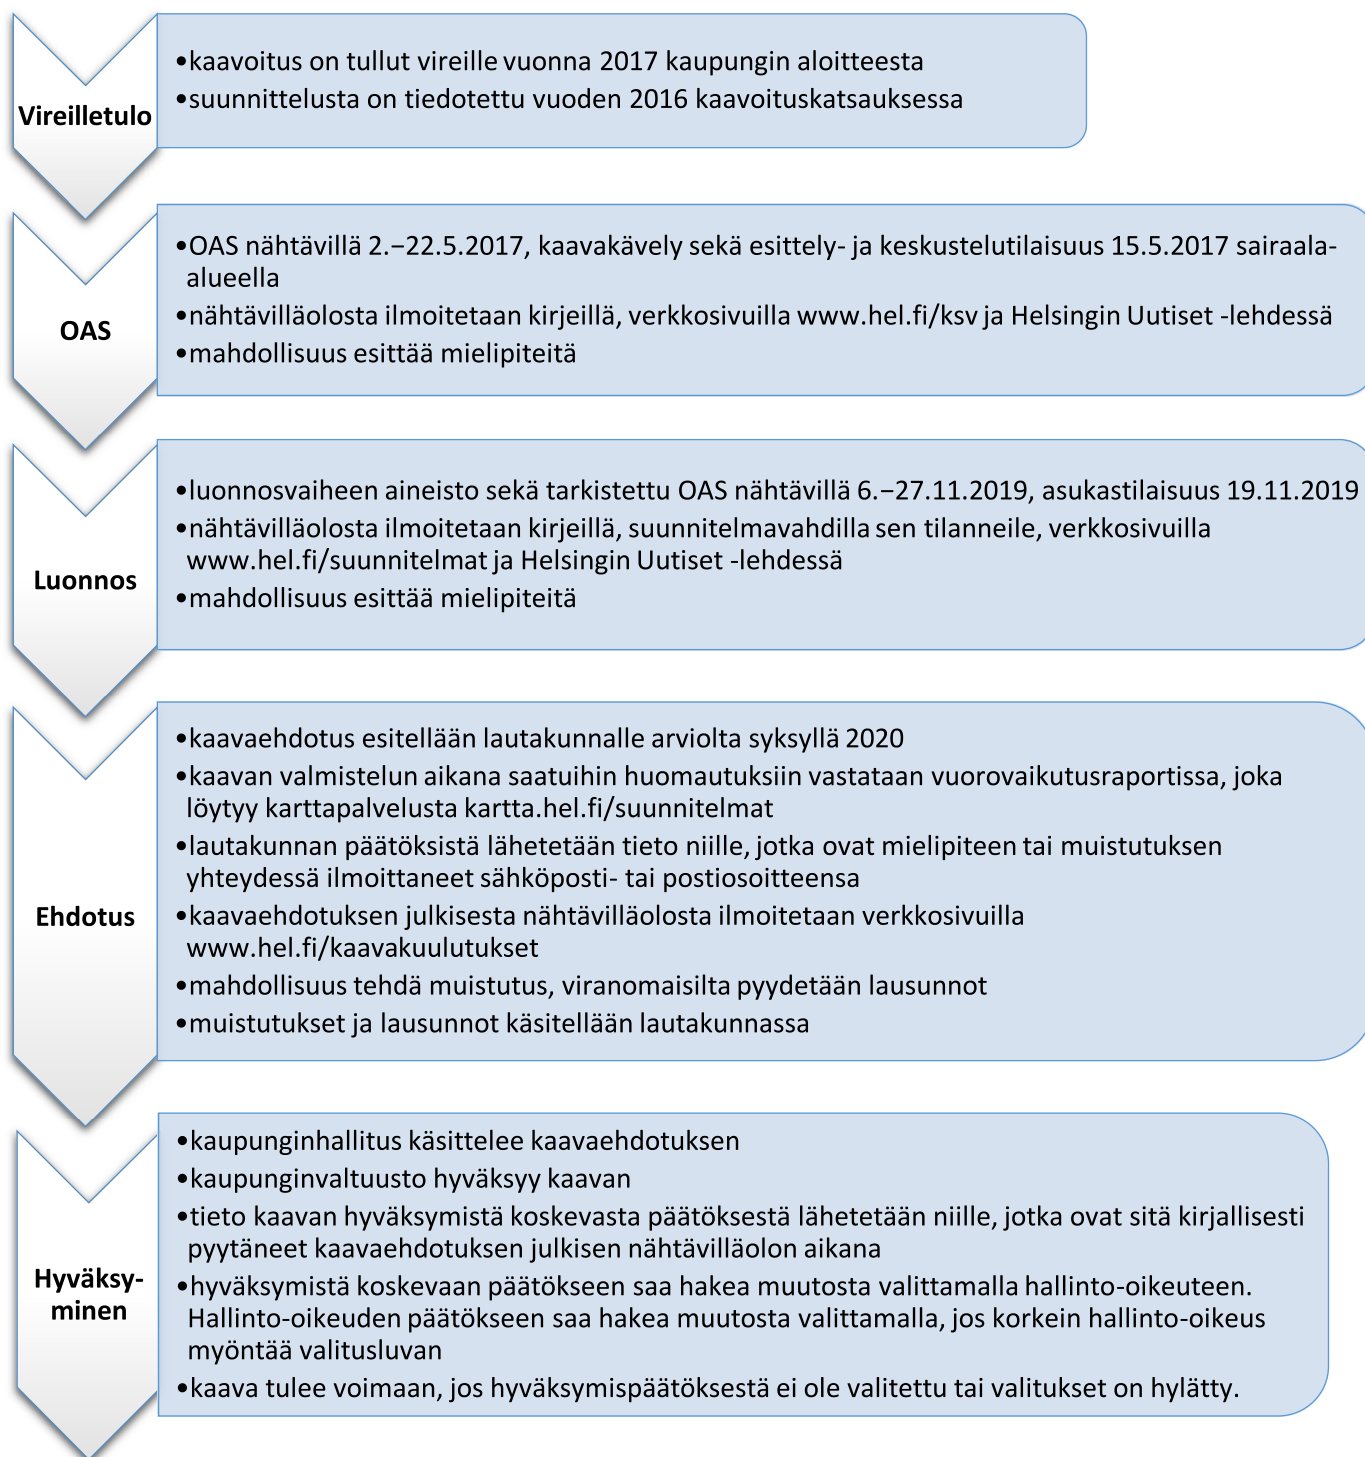 Vireilletulo
•kaavoitus on tullut vireille vuonna 2017 kaupungin aloitteesta
•suunnittelusta on tiedotettu vuoden 2016 kaavoituskatsauksessa
OAS
•OAS nähtävillä 2.–22.5.2017, kaavakävely sekä esittely- ja keskustelutilaisuus 15.5.2017 sairaala-
alueella
•nähtävilläolosta ilmoitetaan kirjeillä, verkkosivuilla www.hel.fi/ksv ja Helsingin Uutiset -lehdessä
•mahdollisuus esittää mielipiteitä
Luonnos
•luonnosvaiheen aineisto sekä tarkistettu OAS nähtävillä 6.–27.11.2019, asukastilaisuus 19.11.2019
•nähtävilläolosta ilmoitetaan kirjeillä, suunnitelmavahdilla sen tilanneile, verkkosivuilla
www.hel.fi/suunnitelmat ja Helsingin Uutiset -lehdessä
•mahdollisuus esittää mielipiteitä
Ehdotus
•kaavaehdotus esitellään lautakunnalle arviolta syksyllä 2020
•kaavan valmistelun aikana saatuihin huomautuksiin vastataan vuorovaikutusraportissa, joka
löytyy karttapalvelusta kartta.hel.fi/suunnitelmat
•lautakunnan päätöksistä lähetetään tieto niille, jotka ovat mielipiteen tai muistutuksen
yhteydessä ilmoittaneet sähköposti- tai postiosoitteensa
•kaavaehdotuksen julkisesta nähtävilläolosta ilmoitetaan verkkosivuilla
www.hel.fi/kaavakuulutukset
•mahdollisuus tehdä muistutus, viranomaisilta pyydetään lausunnot
•muistutukset ja lausunnot käsitellään lautakunnassa
Hyväksy-
minen
•kaupunginhallitus käsittelee kaavaehdotuksen
•kaupunginvaltuusto hyväksyy kaavan
•tieto kaavan hyväksymistä koskevasta päätöksestä lähetetään niille, jotka ovat sitä kirjallisesti
pyytäneet kaavaehdotuksen julkisen nähtävilläolon aikana
•hyväksymistä koskevaan päätökseen saa hakea muutosta valittamalla hallinto-oikeuteen.
Hallinto-oikeuden päätökseen saa hakea muutosta valittamalla, jos korkein hallinto-oikeus
myöntää valitusluvan
•kaava tulee voimaan, jos hyväksymispäätöksestä ei ole valitettu tai valitukset on hylätty.